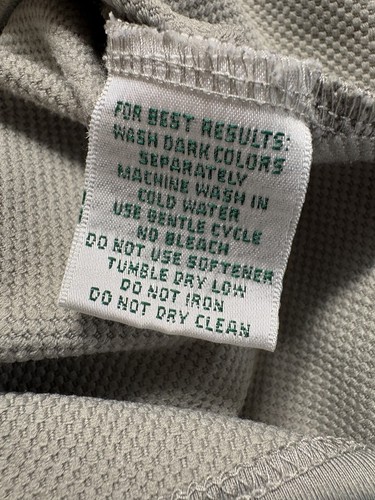 FOR BEST RESULTS:
WASH DARK COLORS
SEPARATELY
MACHINE WASH IN
COLD WATER
USE GENTLE CYCLE
NO BLEACH
DO NOT USE SOFTENER
TUMBLE DRY LOW
DO NOT IRON
DO NOT DRY CLEAN